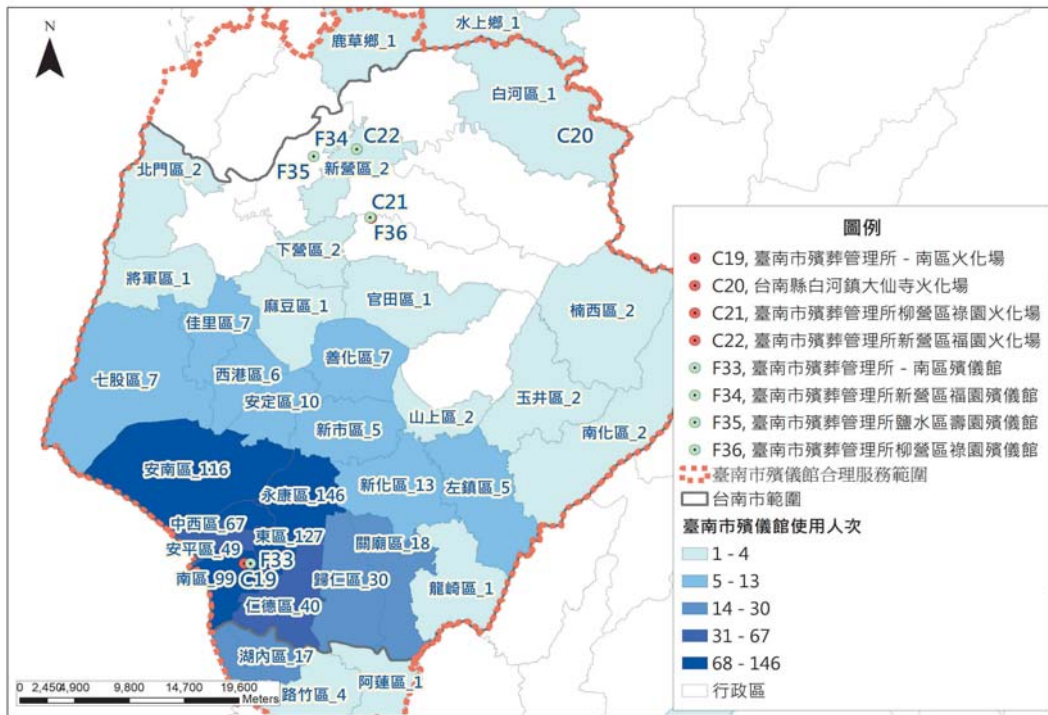 N
鹿草鄉_1
水上鄉_1
白河區_1
C20
F34
C22
F35
新營區_2
北門區_2
C21
F36
下營區_2
將軍區_1
麻豆區_1
官田區_1
楠西區_2
佳里區_7
善化區_7
七股區_7
西港區_6
安定區_10
玉井區_2
山上區_2
新市區_5
南化區_2
安南區_116
永康區_146
新化區_13
左鎮區_5
中西區_67
東區_127
關廟區_18
安平區_49
F33
南區_99
C19
歸仁區_30
龍崎區_1
仁德區_40
湖內區_17
路竹區_4
阿蓮區_1
0 2,450 4,900 9,800 14,700 19,600
Meters
圖例
C19, 臺南市殯葬管理所 - 南區火化場
C20, 台南縣白河鎮大仙寺火化場
C21, 臺南市殯葬管理所柳營區祿園火化場
C22, 臺南市殯葬管理所新營區福園火化場
F33, 臺南市殯葬管理所 - 南區殯儀館
F34, 臺南市殯葬管理所新營區福園殯儀館
F35, 臺南市殯葬管理所鹽水區壽園殯儀館
F36, 臺南市殯葬管理所柳營區祿園殯儀館
臺南市殯儀館合理服務範圍
台南市範圍
臺南市殯儀館使用人次
1 - 4
5 - 13
14 - 30
31 - 67
68 - 146
行政區